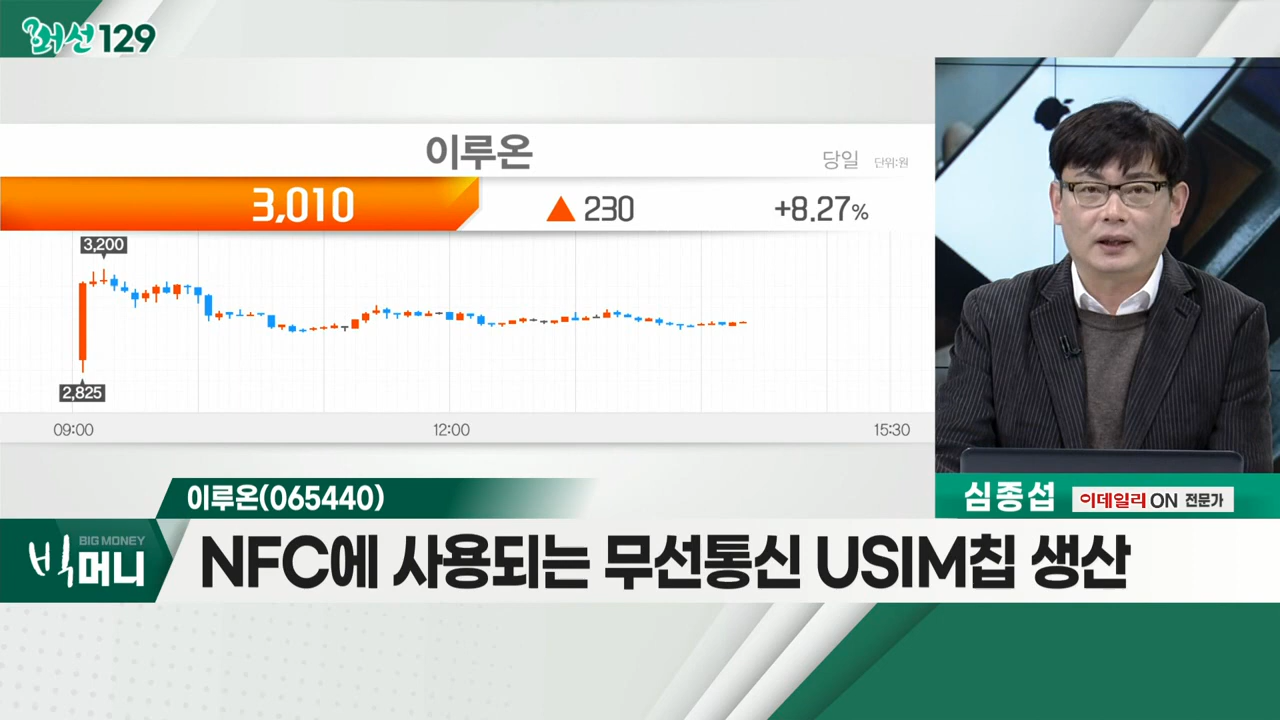 최선129
이루온
당일 단위:원
3,010 ▲ 230 +8.27%
3,200
2,825
09:00 12:00 15:30
심종섭 이데일리ON 전문가
이루온(065440)
BIG MONEY
빅머니
NFC에 사용되는 무선통신 USIM칩 생산